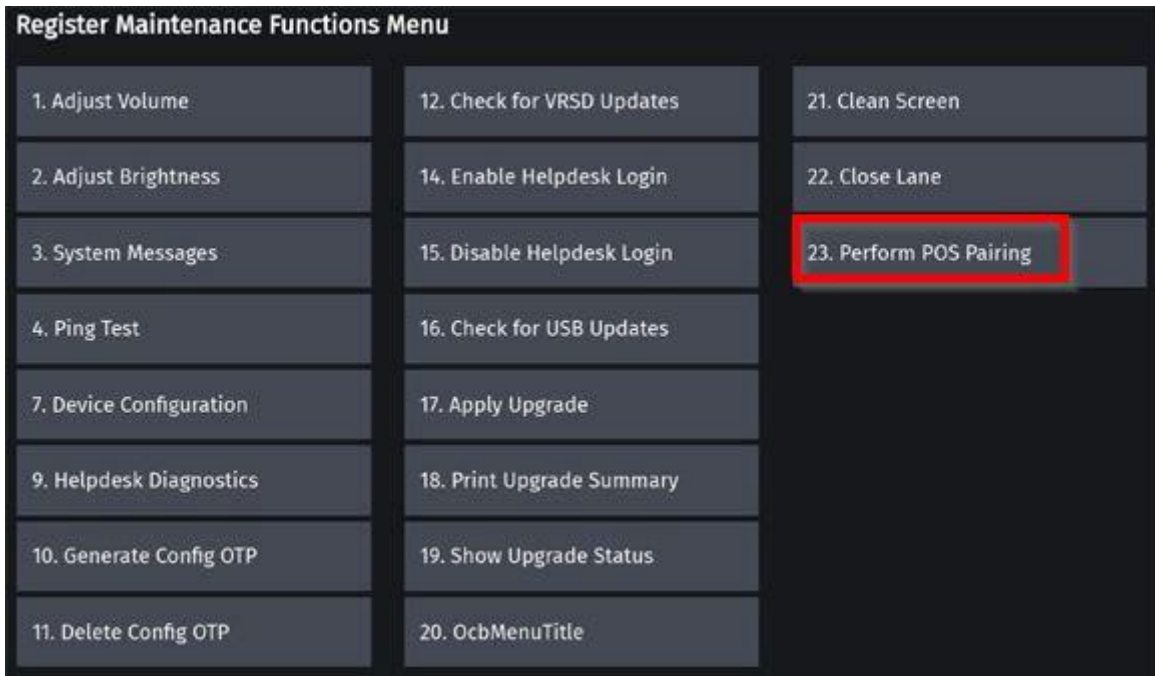 Register Maintenance Functions Menu
1. Adjust Volume
2. Adjust Brightness
3. System Messages
4. Ping Test
7. Device Configuration
9. Helpdesk Diagnostics
10. Generate Config OTP
11. Delete Config OTP
12. Check for VRSD Updates
14. Enable Helpdesk Login
15. Disable Helpdesk Login
16. Check for USB Updates
17. Apply Upgrade
18. Print Upgrade Summary
19. Show Upgrade Status
20. OcbMenuTitle
21. Clean Screen
22. Close Lane
23. Perform POS Pairing